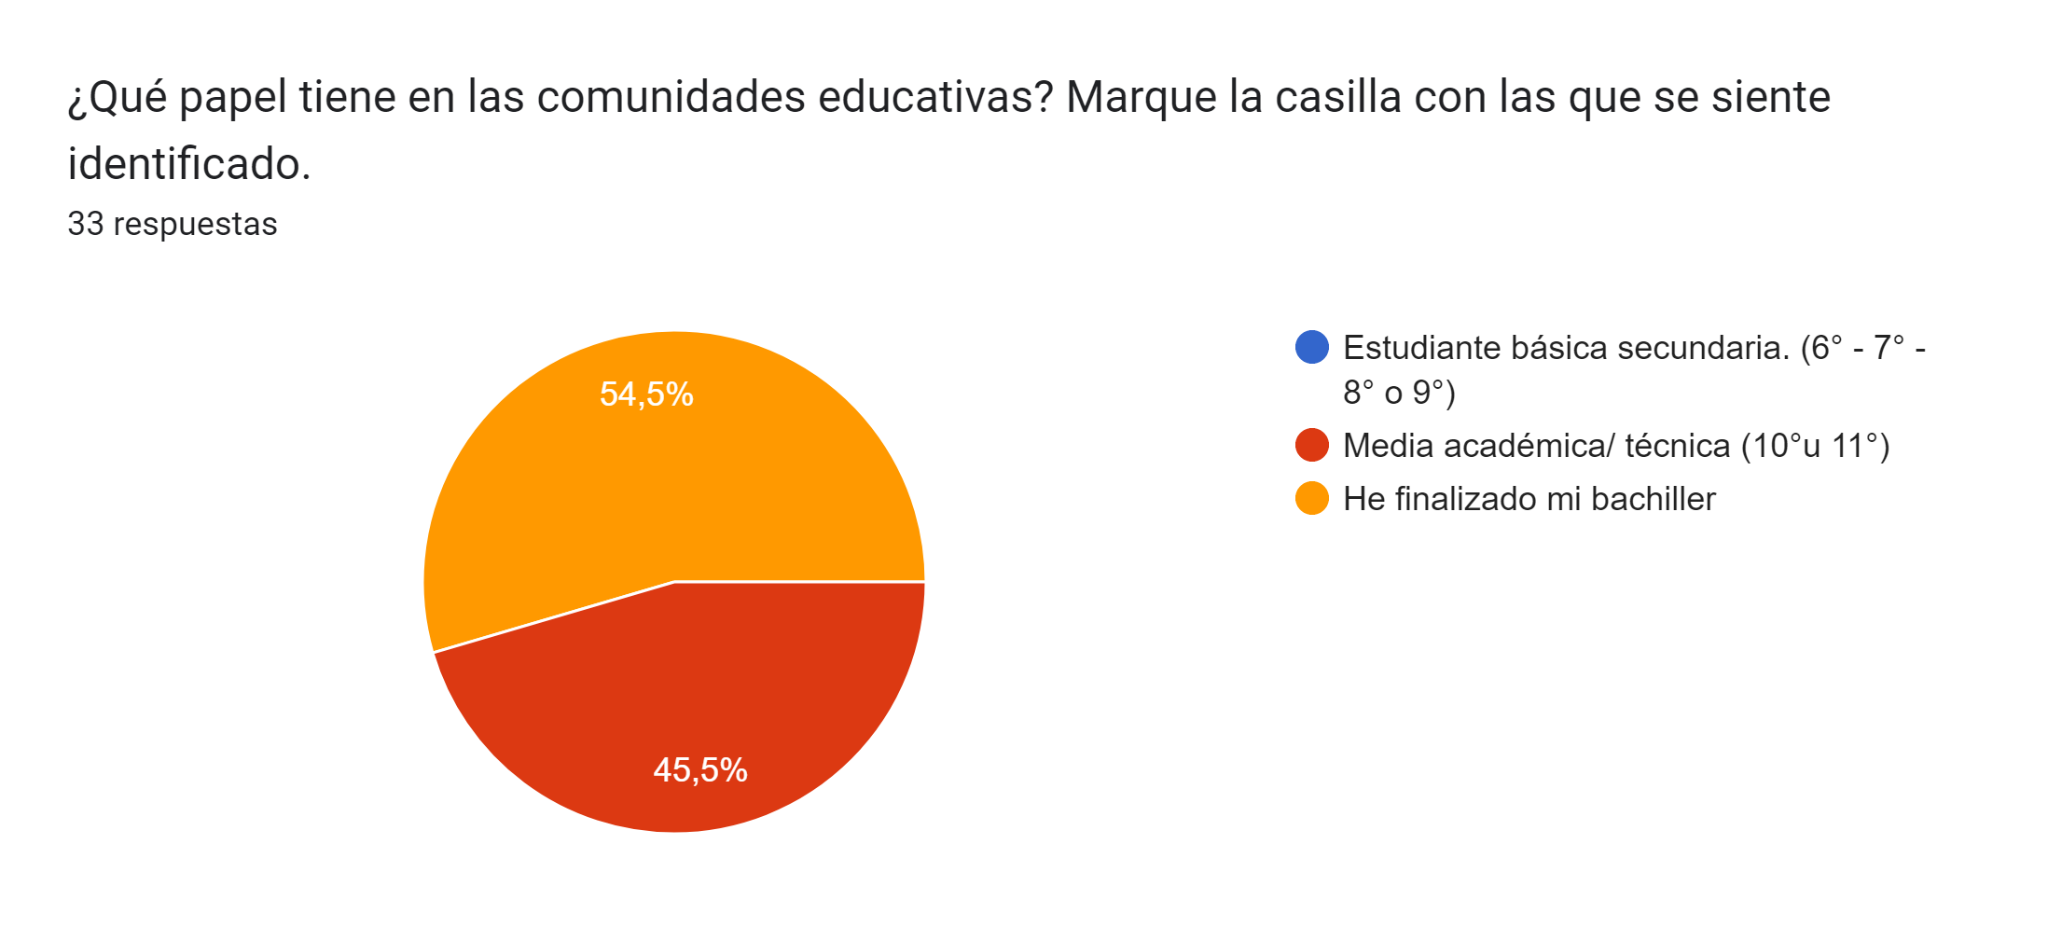 ¿Qué papel tiene en las comunidades educativas? Marque la casilla con las que se siente
identificado.
33 respuestas
54,5%
45,5%
Estudiante básica secundaria. (6° - 7° -
8° o 9°)
Media académica/ técnica (10°u 11°)
He finalizado mi bachiller